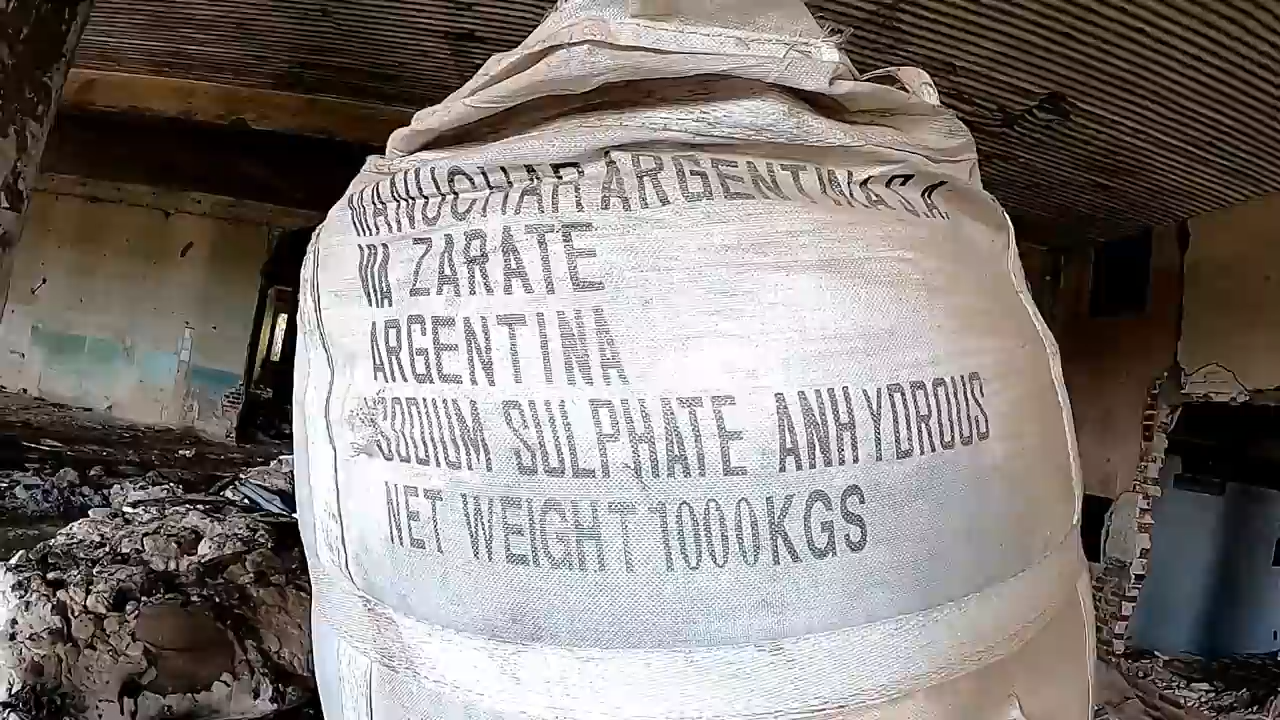 MANUCHAR ARGENTINA S.A.
VIA ZARATE
ARGENTINA
SODIUM SULPHATE ANHYDROUS
NET WEIGHT 1000KGS